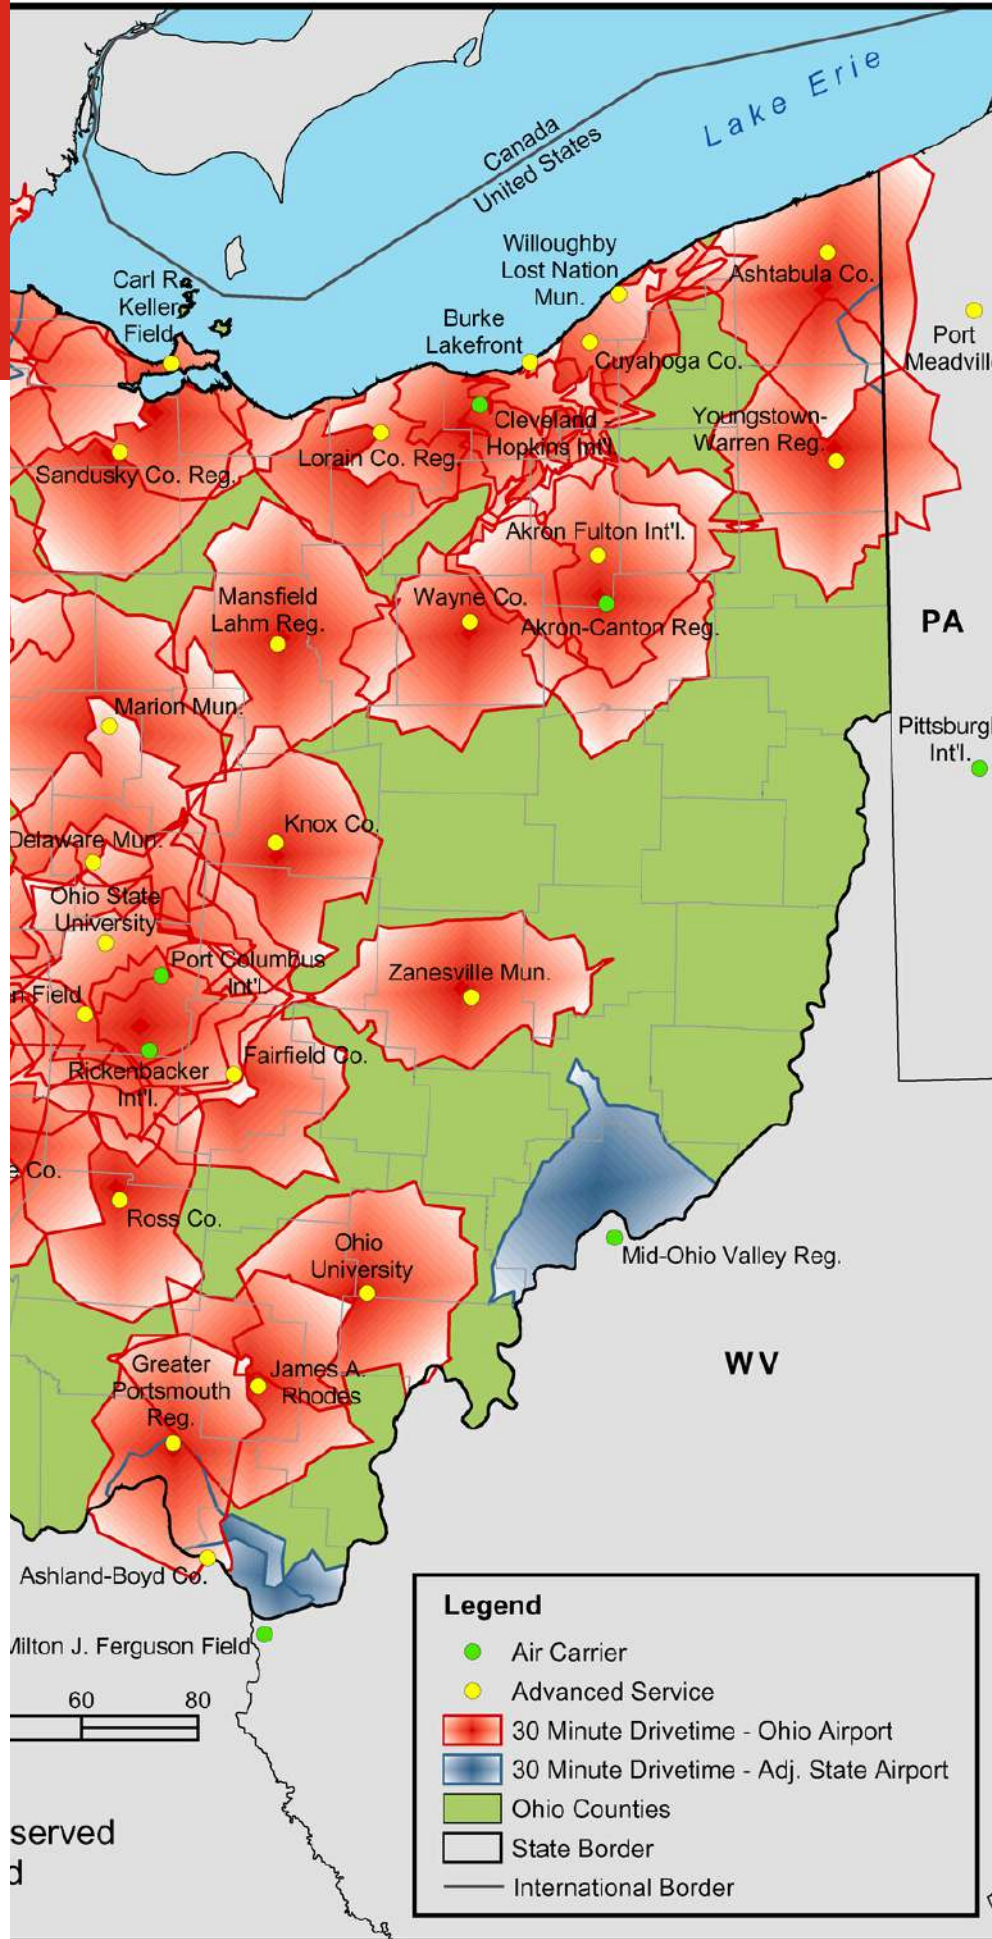 Lake Erie
Canada
United States
Willoughby
Lost Nation
Mun.
Ashtabula Co.
Carl R.
Keller
Field
Burke
Lakefront
Port
Meadville
Cuyahoga Co.
Youngstown-
Warren Reg.
Cleveland -
Hopkins Int'l.
Lorain Co. Reg.
Sandusky Co. Reg.
Akron Fulton Int'l.
Mansfield
Lahm Reg.
Wayne Co.
Akron-Canton Reg.
PA
Marion Mun.
Pittsburgh
Int'l.
Knox Co.
Delaware Mun.
Ohio State
University
Port Columbus
Int'l.
Zanesville Mun.
n Field
Fairfield Co.
Rickenbacker
Int'l.
e Co.
Ross Co.
Ohio
University
Mid-Ohio Valley Reg.
WV
Greater
Portsmouth
Reg.
James A.
Rhodes
Ashland-Boyd Co.
Milton J. Ferguson Field
60 80
served
d
Legend
Air Carrier
Advanced Service
30 Minute Drivetime - Ohio Airport
30 Minute Drivetime - Adj. State Airport
Ohio Counties
State Border
International Border